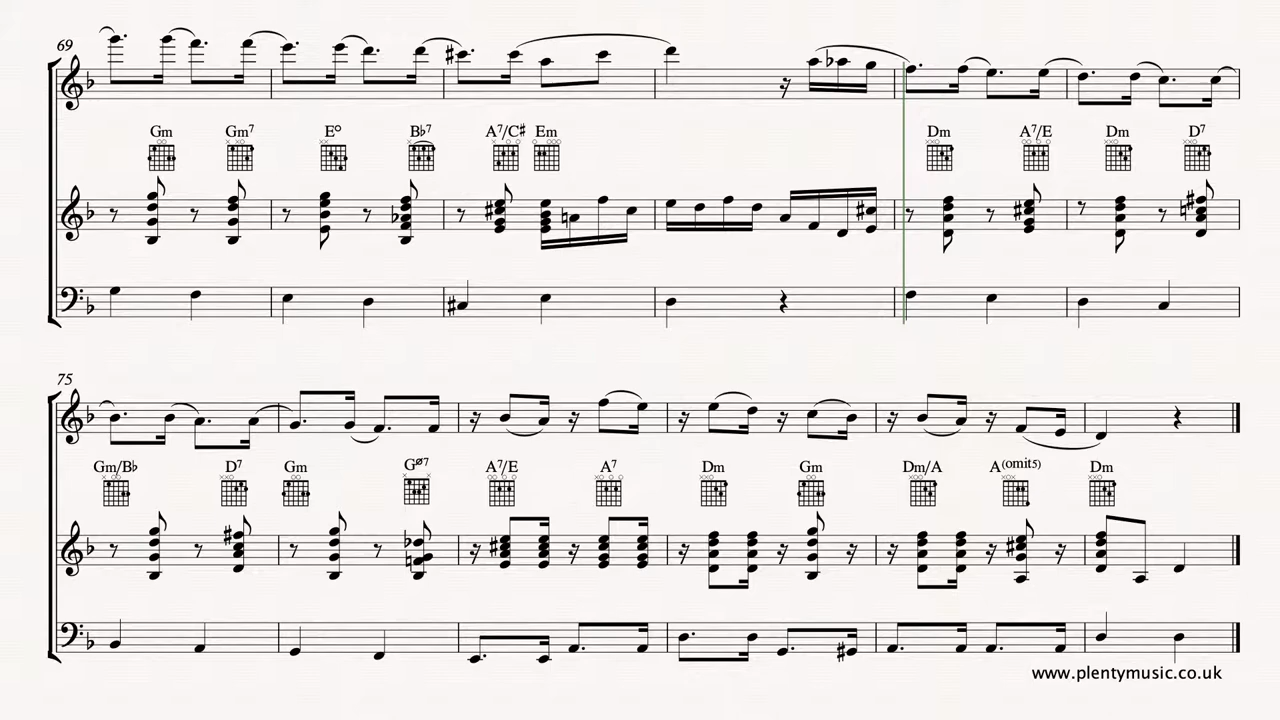 69
Gm Gm7 E° B♭7 A7/C♯ Em Dm A7/E Dm D7
75
Gm/B♭ D7 Gm Gø7 A7/E A7 Dm Gm Dm/A A(omit5) Dm
www.plentymusic.co.uk